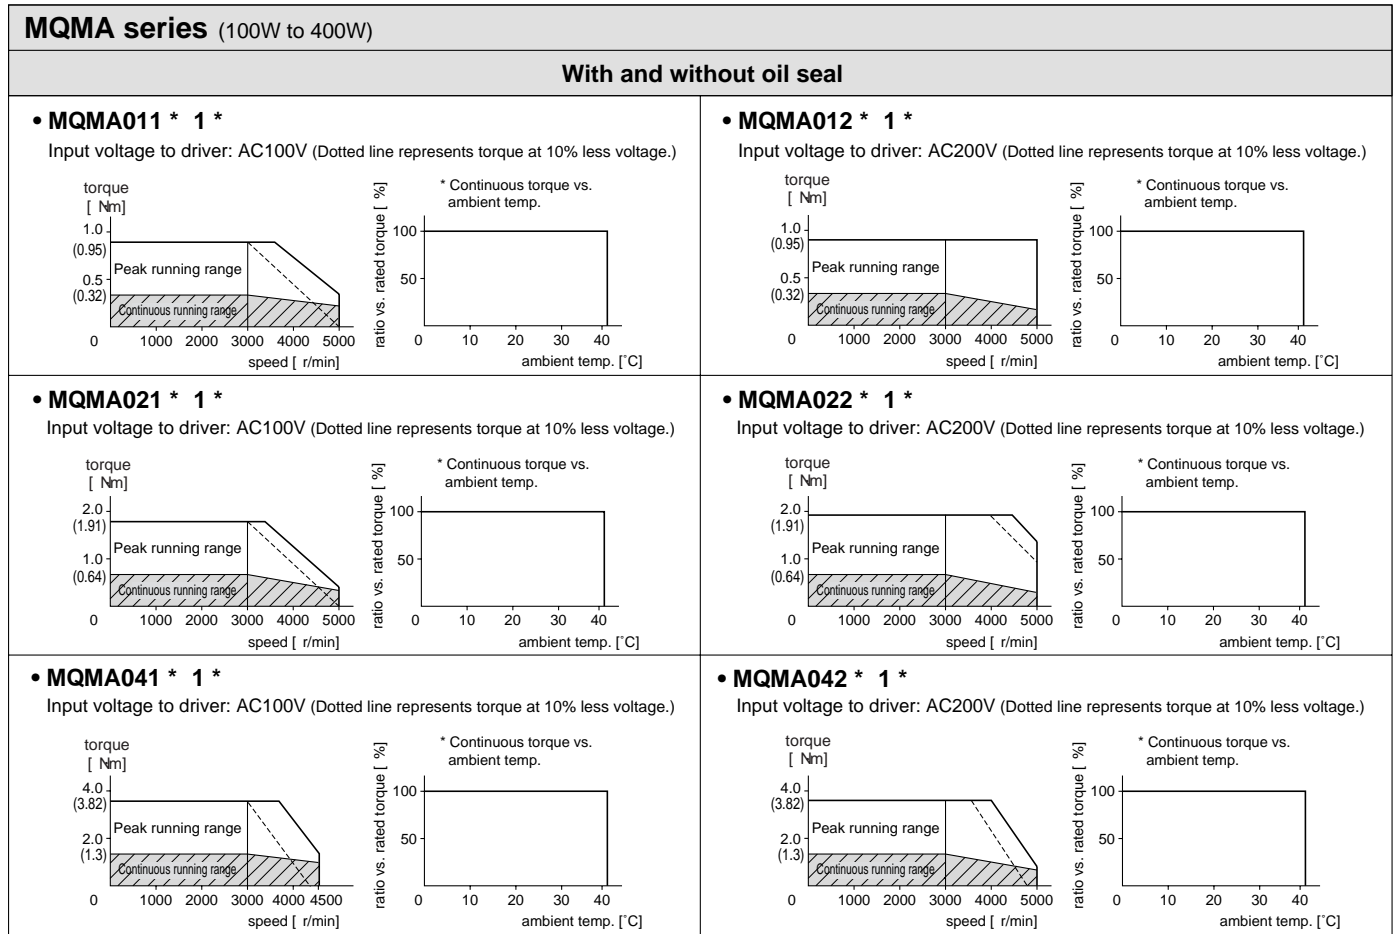 MQMA series (100W to 400W)
With and without oil seal
• MQMA011 * 1 *
Input voltage to driver: AC100V (Dotted line represents torque at 10% less voltage.)
torque
[ Nm]
1.0
(0.95)
0.5
(0.32)
Peak running range
Continuous running range
0 1000 2000 3000 4000 5000
speed [ r/min]
ratio vs. rated torque [ %]
* Continuous torque vs.
ambient temp.
100
50
0 10 20 30 40
ambient temp. [˚C]
• MQMA012 * 1 *
Input voltage to driver: AC200V (Dotted line represents torque at 10% less voltage.)
torque
[ Nm]
1.0
(0.95)
0.5
(0.32)
Peak running range
Continuous running range
0 1000 2000 3000 4000 5000
speed [ r/min]
ratio vs. rated torque [ %]
* Continuous torque vs.
ambient temp.
100
50
0 10 20 30 40
ambient temp. [˚C]
• MQMA021 * 1 *
Input voltage to driver: AC100V (Dotted line represents torque at 10% less voltage.)
torque
[ Nm]
2.0
(1.91)
1.0
(0.64)
Peak running range
Continuous running range
0 1000 2000 3000 4000 5000
speed [ r/min]
ratio vs. rated torque [ %]
* Continuous torque vs.
ambient temp.
100
50
0 10 20 30 40
ambient temp. [˚C]
• MQMA022 * 1 *
Input voltage to driver: AC200V (Dotted line represents torque at 10% less voltage.)
torque
[ Nm]
2.0
(1.91)
1.0
(0.64)
Peak running range
Continuous running range
0 1000 2000 3000 4000 5000
speed [ r/min]
ratio vs. rated torque [ %]
* Continuous torque vs.
ambient temp.
100
50
0 10 20 30 40
ambient temp. [˚C]
• MQMA041 * 1 *
Input voltage to driver: AC100V (Dotted line represents torque at 10% less voltage.)
torque
[ Nm]
4.0
(3.82)
2.0
(1.3)
Peak running range
Continuous running range
0 1000 2000 3000 4000 4500
speed [ r/min]
ratio vs. rated torque [ %]
* Continuous torque vs.
ambient temp.
100
50
0 10 20 30 40
ambient temp. [˚C]
• MQMA042 * 1 *
Input voltage to driver: AC200V (Dotted line represents torque at 10% less voltage.)
torque
[ Nm]
4.0
(3.82)
2.0
(1.3)
Peak running range
Continuous running range
0 1000 2000 3000 4000 5000
speed [ r/min]
ratio vs. rated torque [ %]
* Continuous torque vs.
ambient temp.
100
50
0 10 20 30 40
ambient temp. [˚C]